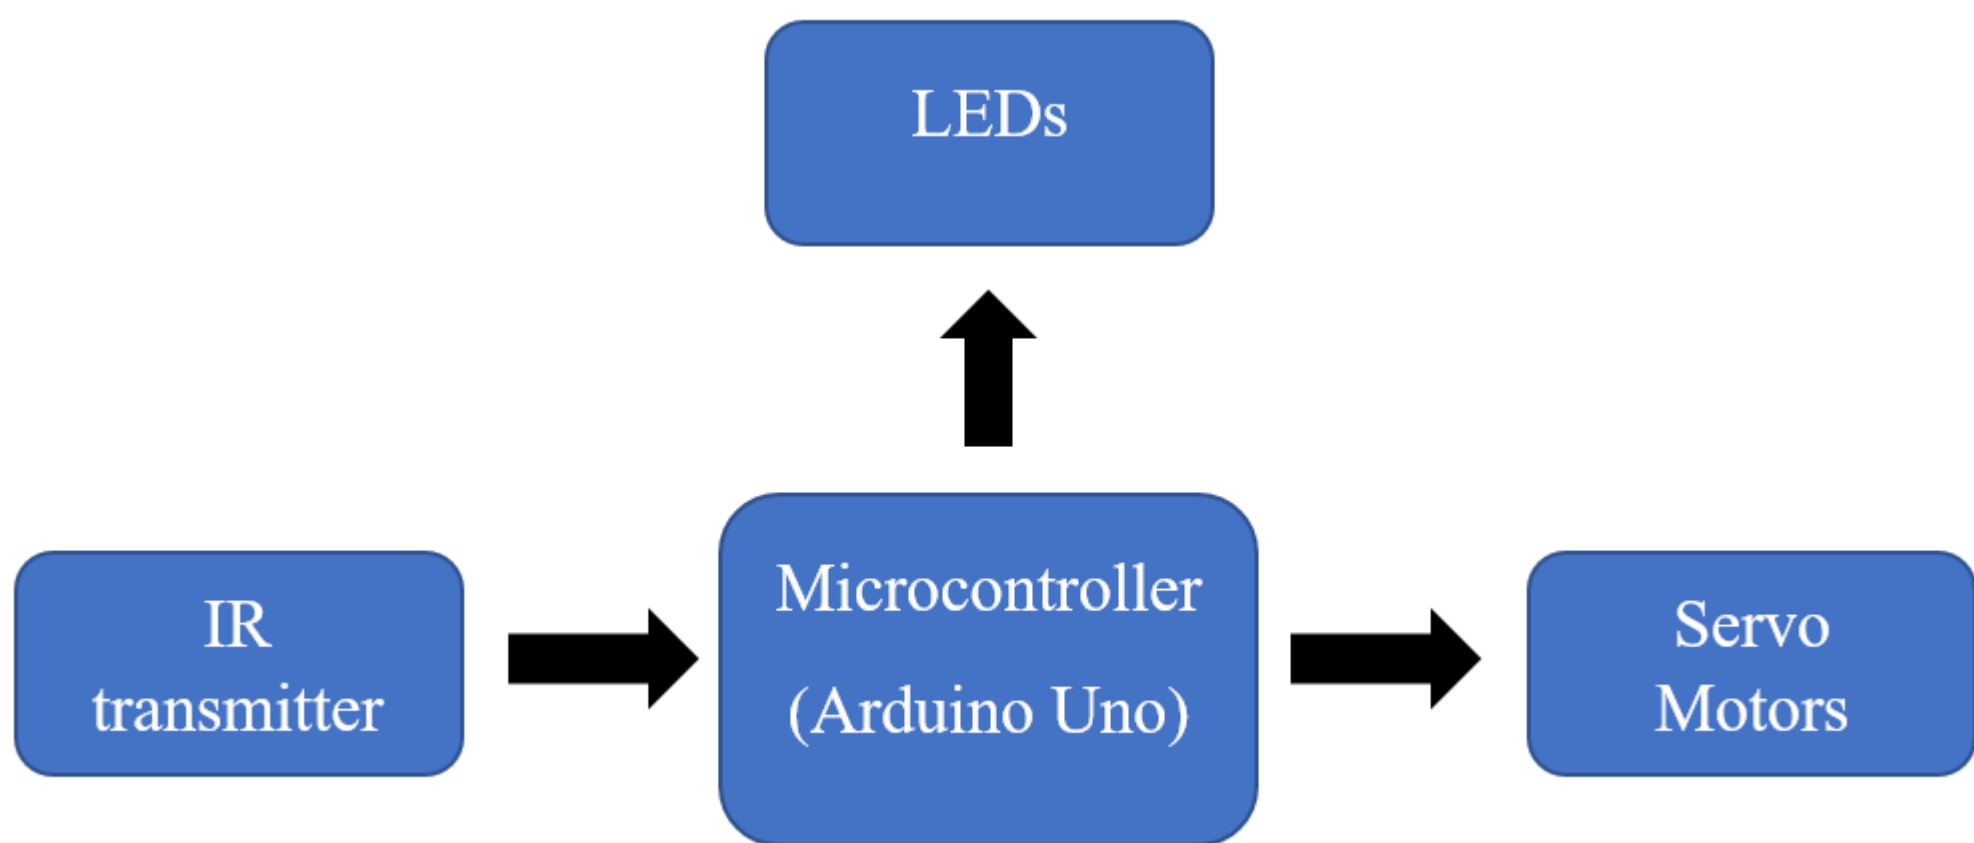 LEDs
IR
transmitter
Microcontroller
(Arduino Uno)
Servo
Motors